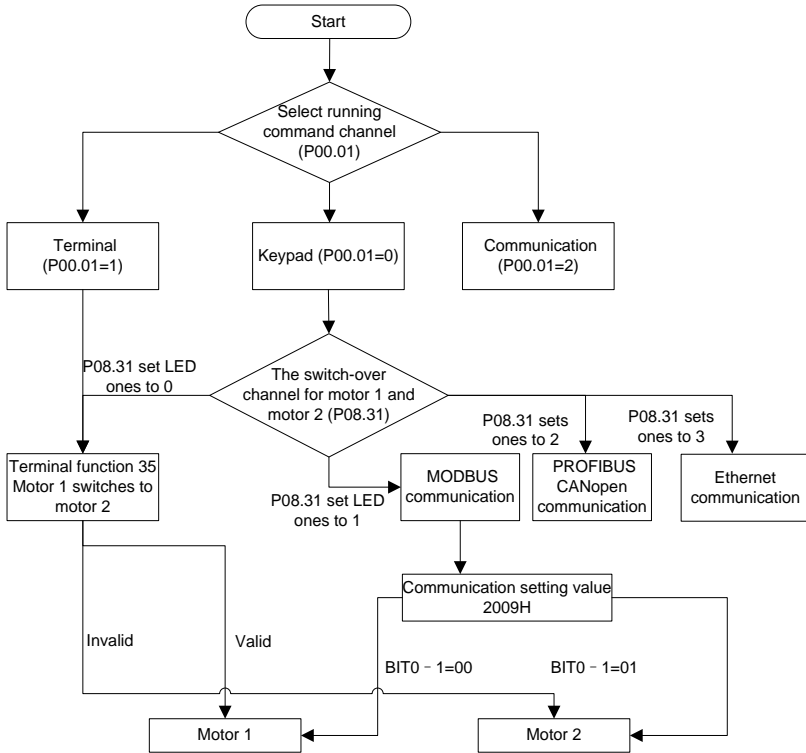 Start
Select running
command channel
(P00.01)
Terminal
(P00.01=1)
Keypad (P00.01=0)
Communication
(P00.01=2)
P08.31 set LED
ones to 0
The switch-over
channel for motor 1 and
motor 2 (P08.31)
P08.31 sets
ones to 2
P08.31 sets
ones to 3
Terminal function 35
Motor 1 switches to
motor 2
P08.31 set LED
ones to 1
MODBUS
communication
PROFIBUS
CANopen
communication
Ethernet
communication
Communication setting value
2009H
Invalid
Valid
BIT0﹣1=00
BIT0﹣1=01
Motor 1
Motor 2